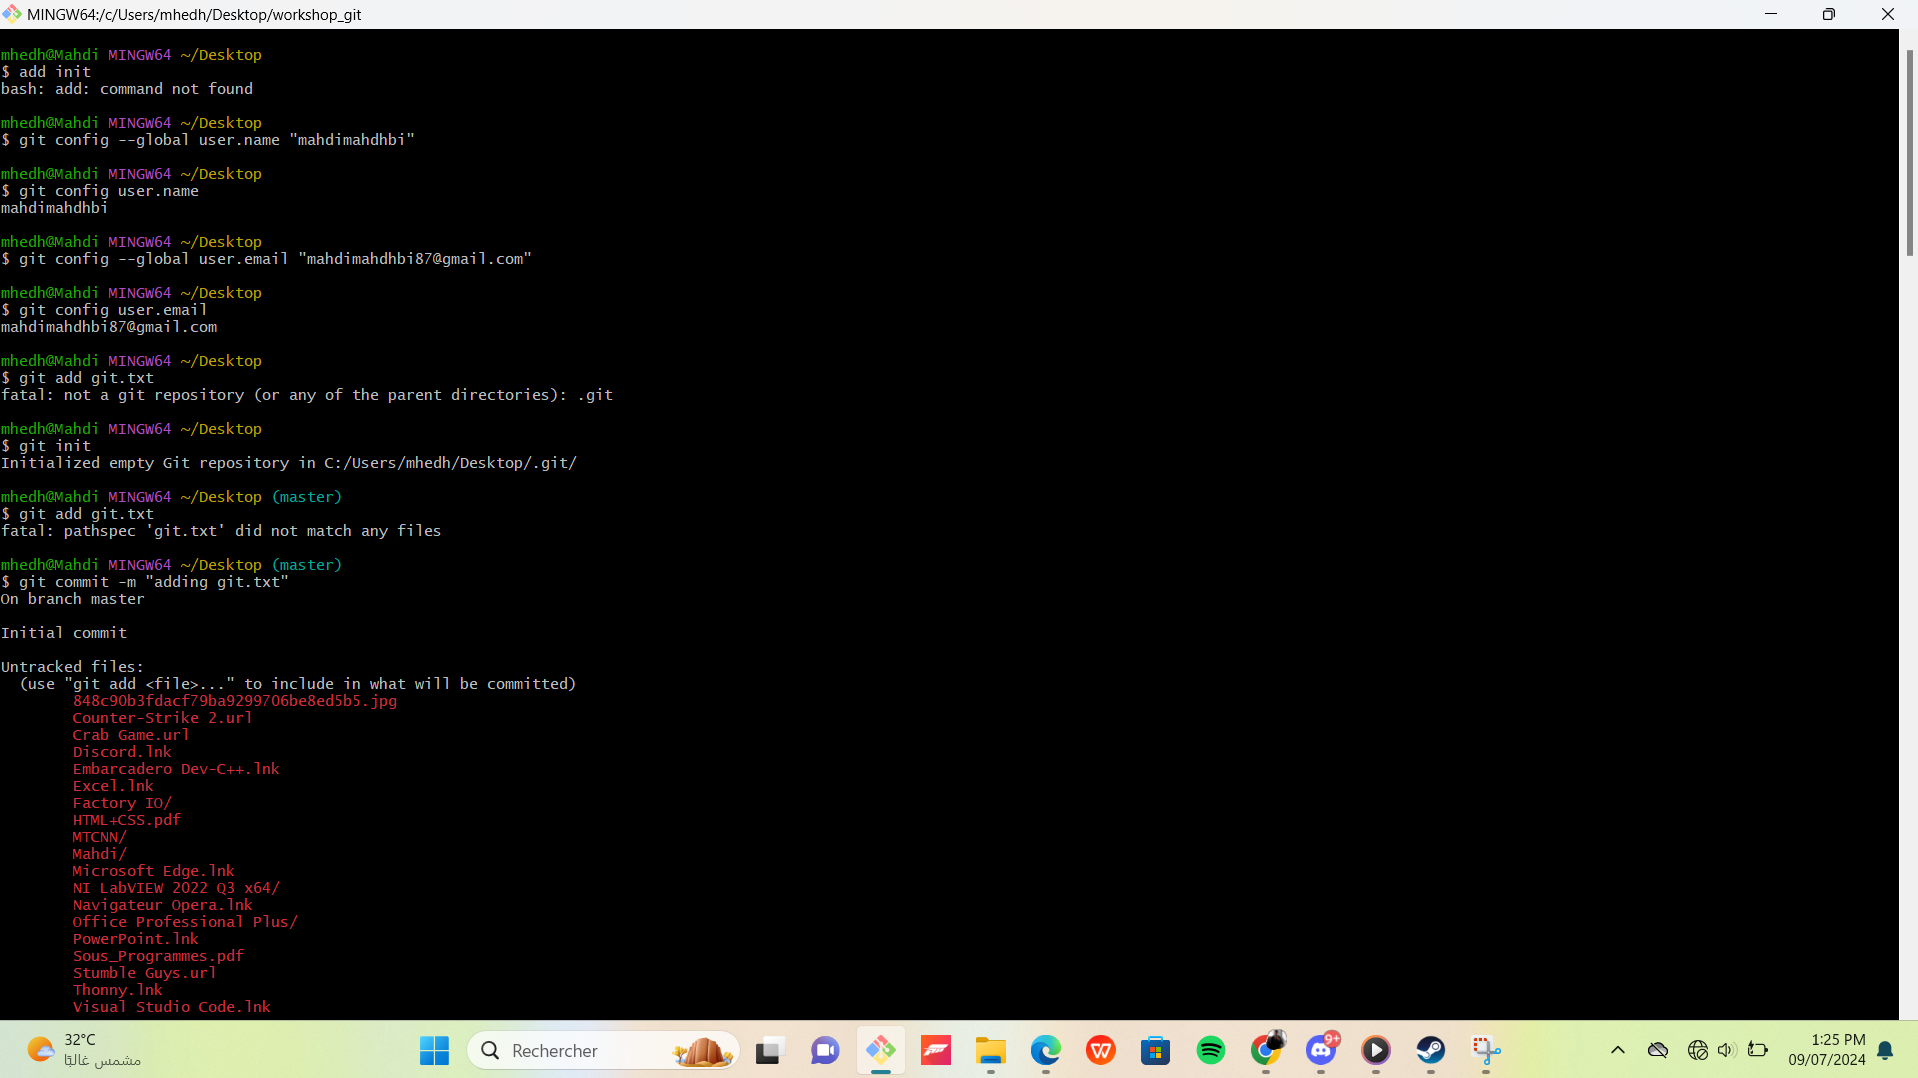 MINGW64:/c/Users/mhedh/Desktop/workshop_git
mhedh@Mahdi MINGW64 ~/Desktop
$ add init
bash: add: command not found
mhedh@Mahdi MINGW64 ~/Desktop
$ git config --global user.name "mahdimahdhbi"
mhedh@Mahdi MINGW64 ~/Desktop
$ git config user.name
mahdimahdhbi
mhedh@Mahdi MINGW64 ~/Desktop
$ git config --global user.email "mahdimahdhbi87@gmail.com"
mhedh@Mahdi MINGW64 ~/Desktop
$ git config user.email
mahdimahdhbi87@gmail.com
mhedh@Mahdi MINGW64 ~/Desktop
$ git add git.txt
fatal: not a git repository (or any of the parent directories): .git
mhedh@Mahdi MINGW64 ~/Desktop
$ git init
Initialized empty Git repository in C:/Users/mhedh/Desktop/.git/
mhedh@Mahdi MINGW64 ~/Desktop (master)
$ git add git.txt
fatal: pathspec 'git.txt' did not match any files
mhedh@Mahdi MINGW64 ~/Desktop (master)
$ git commit -m "adding git.txt"
On branch master
Initial commit
Untracked files:
(use "git add <file>..." to include in what will be committed)
848c90b3fdacf79ba9299706be8ed5b5.jpg
Counter-Strike 2.url
Crab Game.url
Discord.lnk
Embarcadero Dev-C++.lnk
Excel.lnk
Factory IO/
HTML+CSS.pdf
MTCNN/
Mahdi/
Microsoft Edge.lnk
NI LabVIEW 2022 Q3 x64/
Navigateur Opera.lnk
Office Professional Plus/
PowerPoint.lnk
Sous_Programmes.pdf
Stumble Guys.url
Thonny.lnk
Visual Studio Code.lnk
32°C
مشمس غالبًا
Rechercher
9+
1:25 PM
09/07/2024